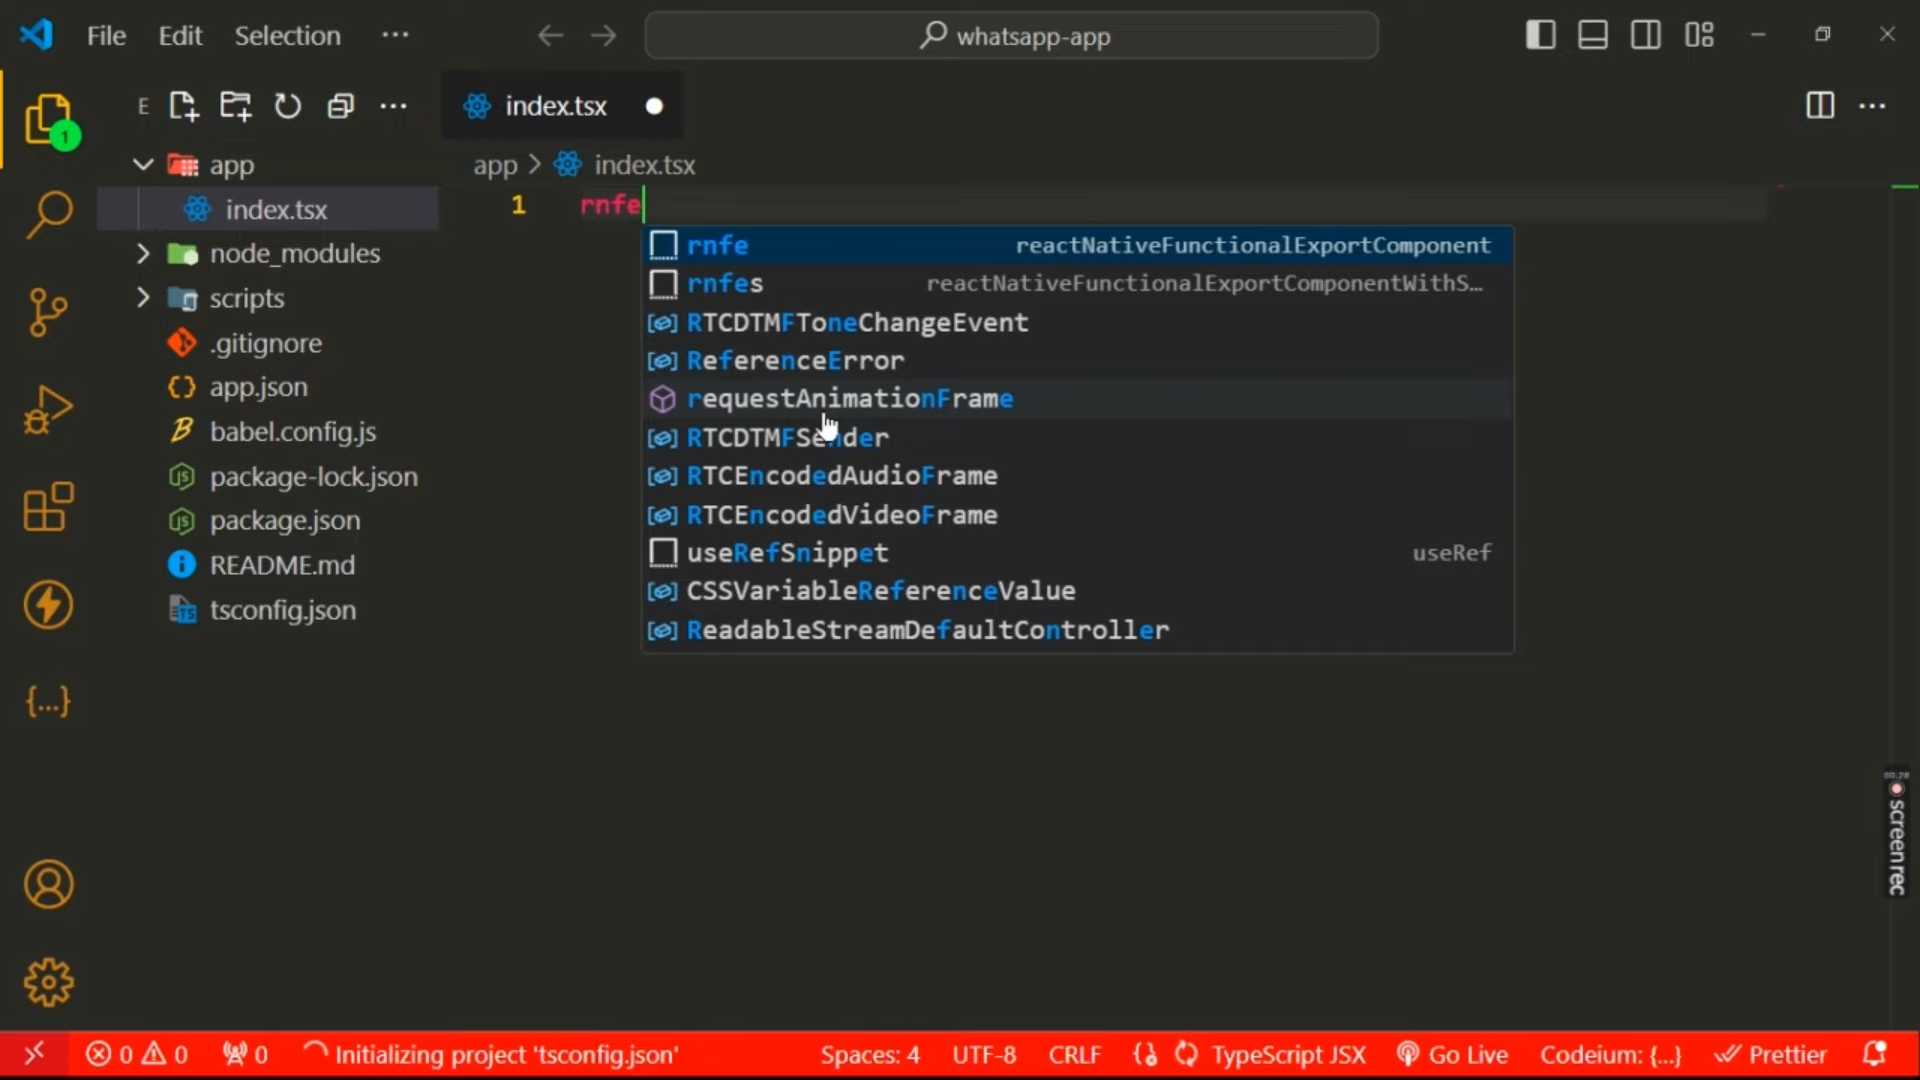 File Edit Selection ···
whatsapp-app
E
index.tsx
app
app > index.tsx
index.tsx
1 rnfe
node_modules
scripts
.gitignore
app.json
babel.config.js
package-lock.json
package.json
README.md
tsconfig.json
rnfe reactNativeFunctionalExportComponent
rnfes reactNativeFunctionalExportComponentWithS…
RTCDTMFToneChangeEvent
ReferenceError
requestAnimationFrame
RTCDTMFSender
RTCEncodedAudioFrame
RTCEncodedVideoFrame
useRefSnippet useRef
CSSVariableReferenceValue
ReadableStreamDefaultController
1
{...}
screenrec
0 0 0 Initializing project 'tsconfig.json' Spaces: 4 UTF-8 CRLF TypeScript JSX Go Live Codeium: {...} Prettier